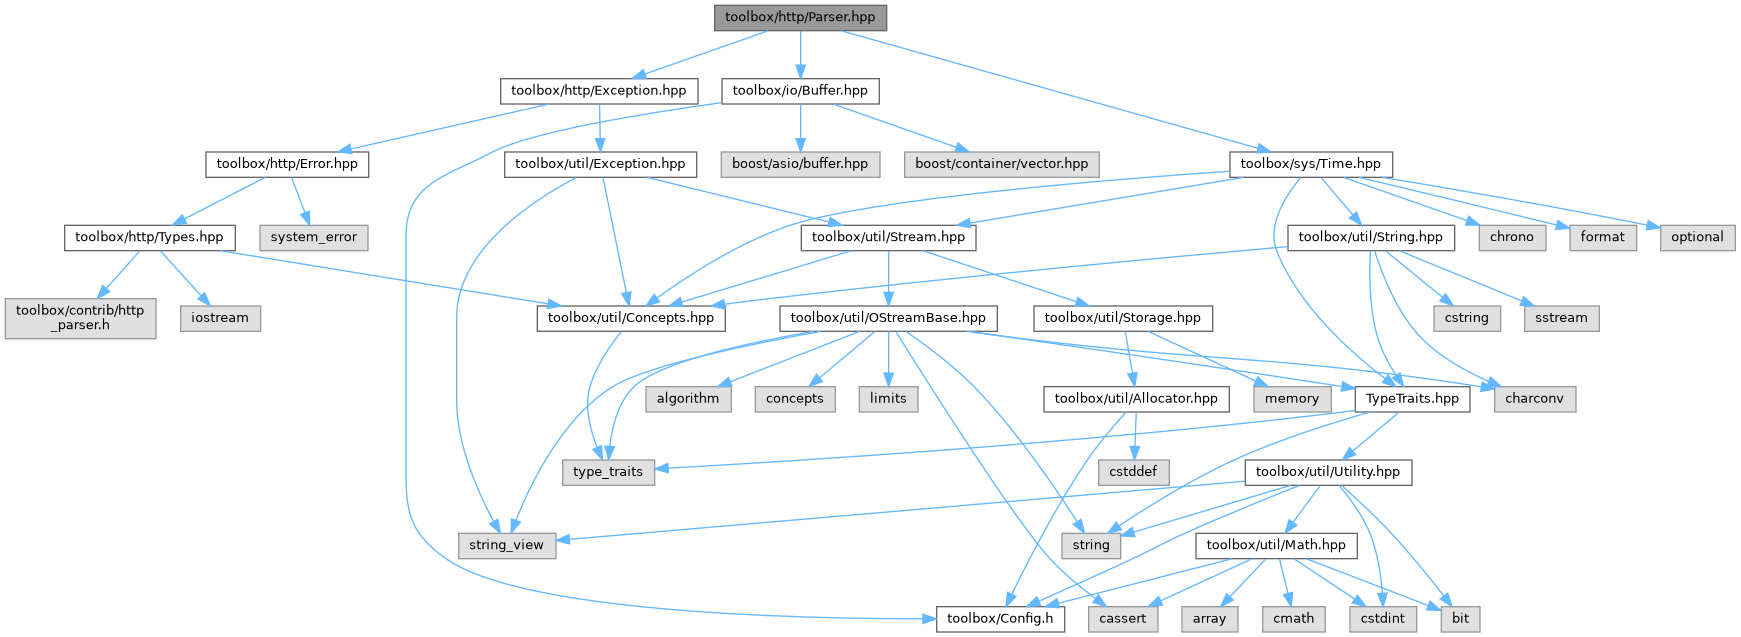 toolbox/http/Parser.hpp
toolbox/http/Exception.hpp
toolbox/io/Buffer.hpp
toolbox/http/Error.hpp
toolbox/util/Exception.hpp
boost/asio/buffer.hpp
boost/container/vector.hpp
toolbox/sys/Time.hpp
toolbox/http/Types.hpp
system_error
toolbox/util/Stream.hpp
toolbox/util/String.hpp
chrono
format
optional
toolbox/contrib/http
_parser.h
iostream
toolbox/util/Concepts.hpp
toolbox/util/OStreamBase.hpp
toolbox/util/Storage.hpp
cstring
sstream
algorithm
concepts
limits
toolbox/util/Allocator.hpp
memory
TypeTraits.hpp
charconv
type_traits
cstddef
toolbox/util/Utility.hpp
string_view
string
toolbox/util/Math.hpp
toolbox/Config.h
cassert
array
cmath
cstdint
bit